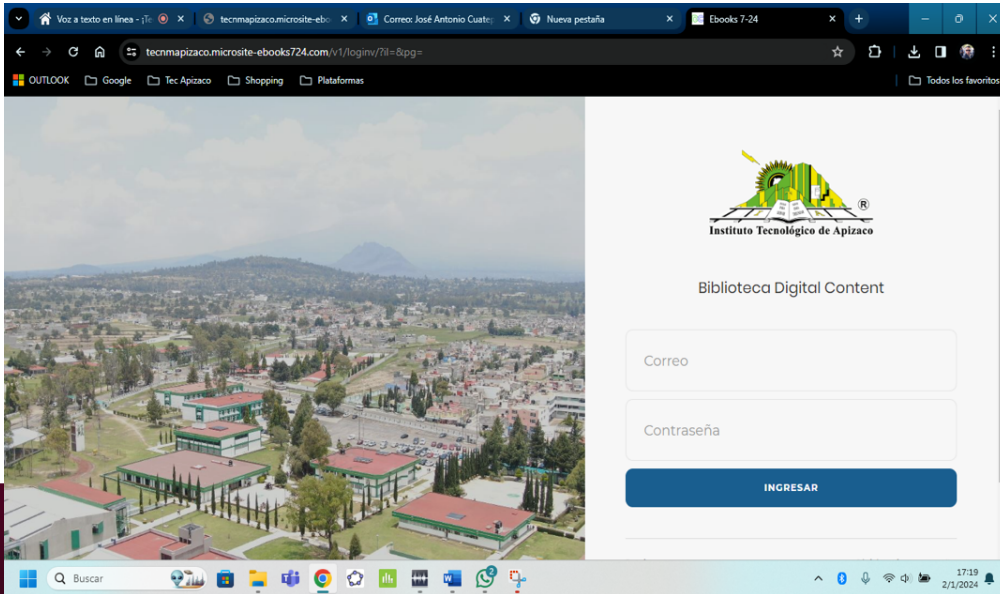 Voz a texto en línea - ¡Te
tecnmapizaco.microsite-ebo
Correo: José Antonio Cuatep
Nueva pestaña
Ebooks 7-24
tecnmapizaco.microsite-ebooks724.com/v1/loginv/?il=&pg=
OUTLOOK
Google
Tec Apizaco
Shopping
Plataformas
Todos los favoritos
®
Instituto Tecnológico de Apizaco
Biblioteca Digital Content
Correo
Contraseña
INGRESAR
Buscar
2
17:19
2/1/2024